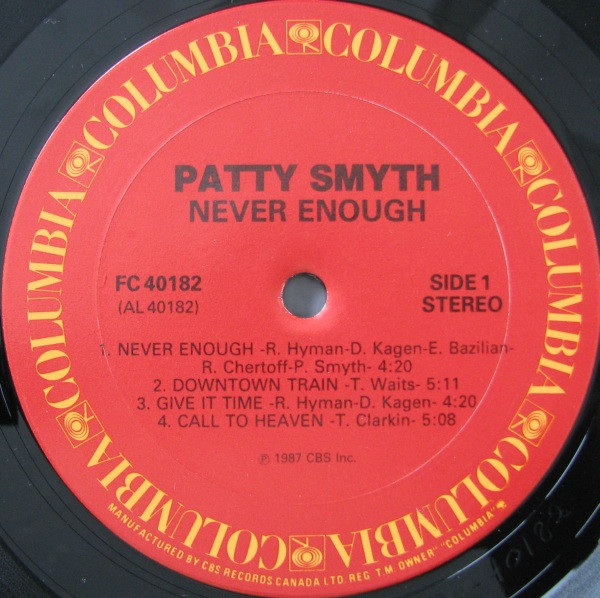 COLUMBIA COLUMBIA COLUMBIA COLUMBIA COLUMBIA COLUMBIA COLUMBIA COLUMBIA
PATTY SMYTH
NEVER ENOUGH
FC 40182 SIDE 1
(AL 40182) STEREO
1. NEVER ENOUGH -R. Hyman-D. Kagen-E. Bazilian-
R. Chertoff-P. Smyth- 4:20
2. DOWNTOWN TRAIN -T. Waits- 5:11
3. GIVE IT TIME -R. Hyman-D. Kagen- 4:20
4. CALL TO HEAVEN -T. Clarkin- 5:08
℗ 1987 CBS Inc.
MANUFACTURED BY CBS RECORDS CANADA LTD. REG. T.M. OWNER "COLUMBIA"